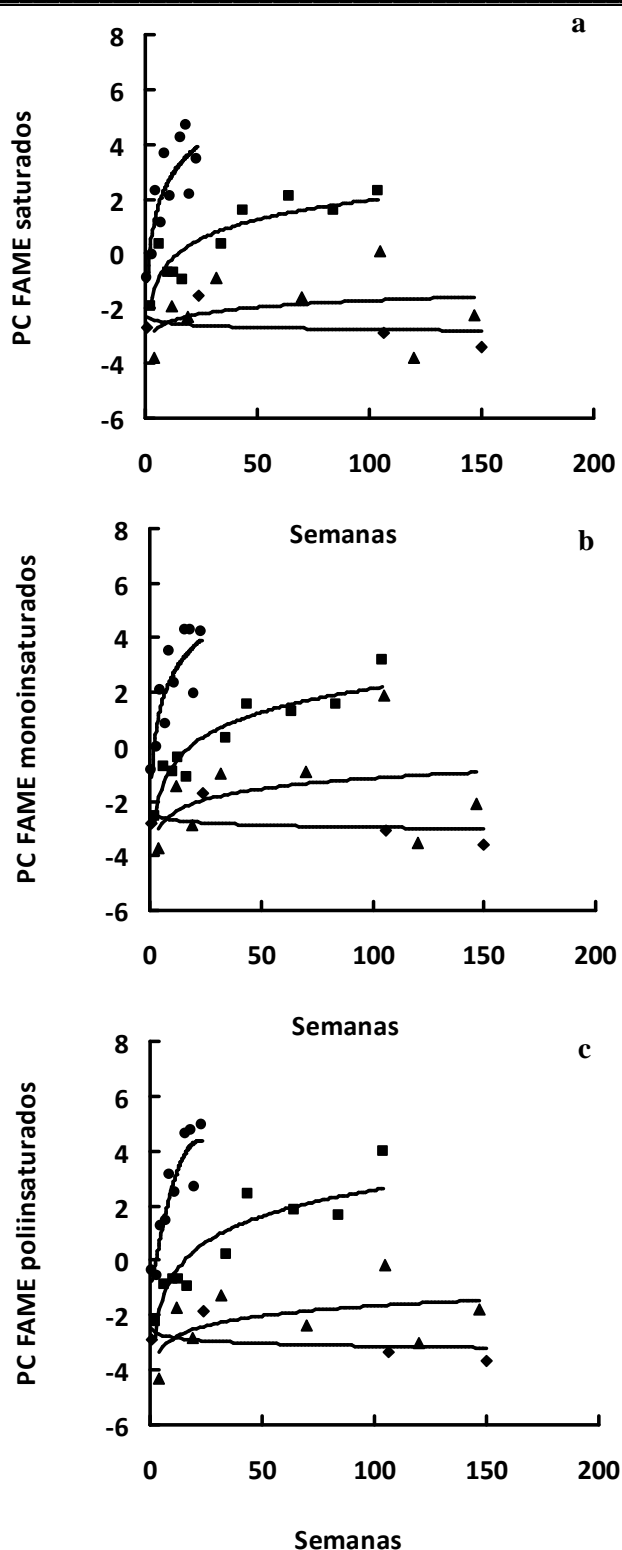 a
8
6
4
2
0
-2
-4
-6
PC FAME saturados
0 50 100 150 200
Semanas
b
8
6
4
2
0
-2
-4
-6
PC FAME monoinsaturados
0 50 100 150 200
Semanas
c
8
6
4
2
0
-2
-4
-6
PC FAME poliinsaturados
0 50 100 150 200
Semanas